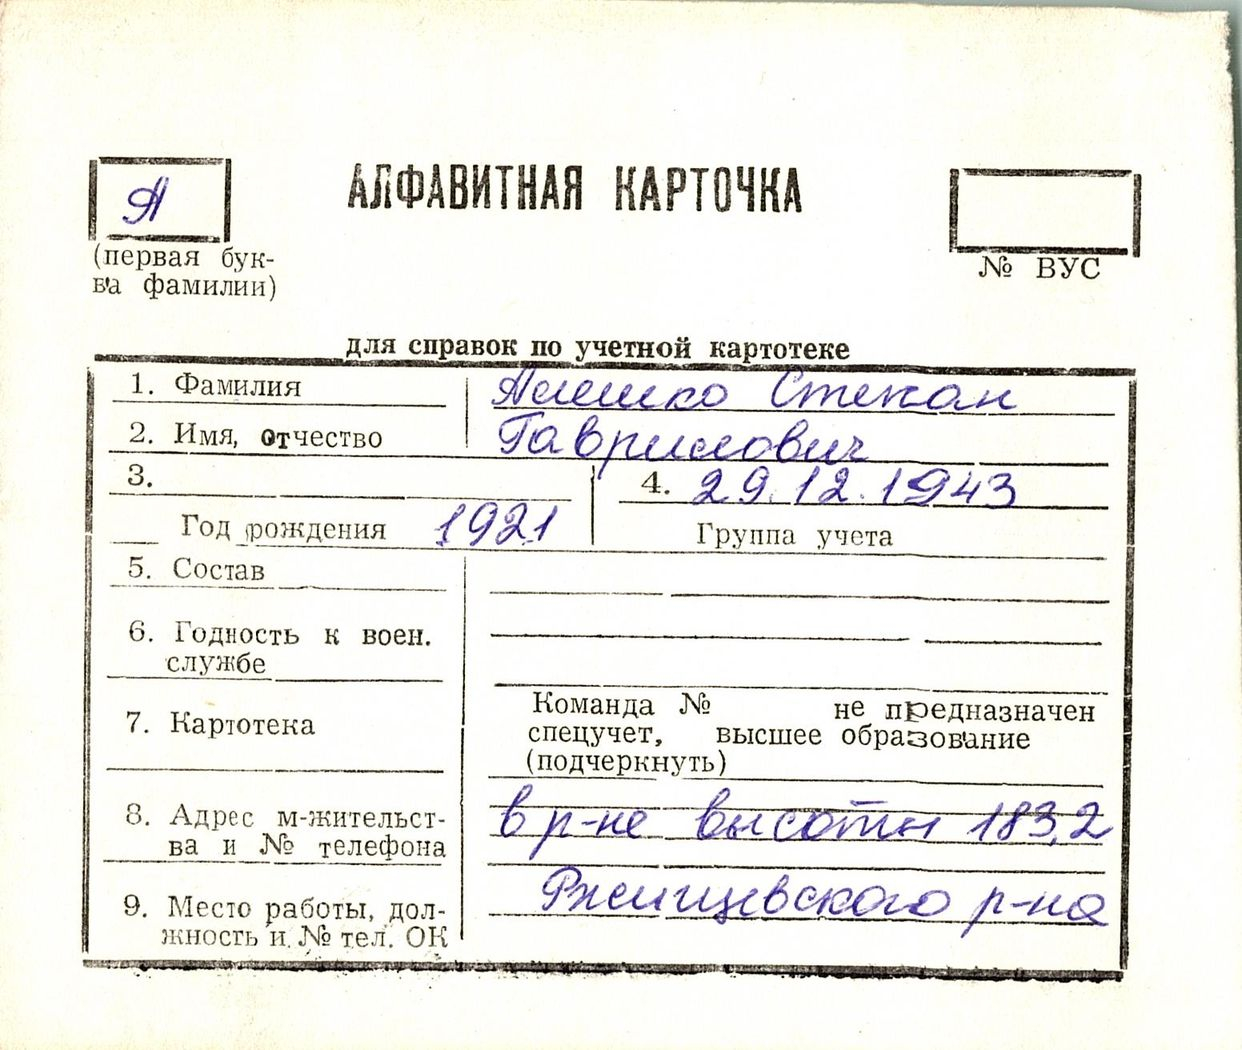 А
АЛФАВИТНАЯ КАРТОЧКА
(первая бук-
ва фамилии)
№ ВУС
для справок по учетной картотеке
1. Фамилия
Степан
2. Имя, отчество
Гаврилович
3.
4. 29.12.1943
Год рождения 1921
Группа учета
5. Состав
6. Годность к воен.
службе
7. Картотека
Команда № не предназначен
спецучет, высшее образование
(подчеркнуть)
8. Адрес м-жительст-
ва и № телефона
в р-не высоты 183,2
Ржищевского р-на
9. Место работы, дол-
жность и № тел. ОК